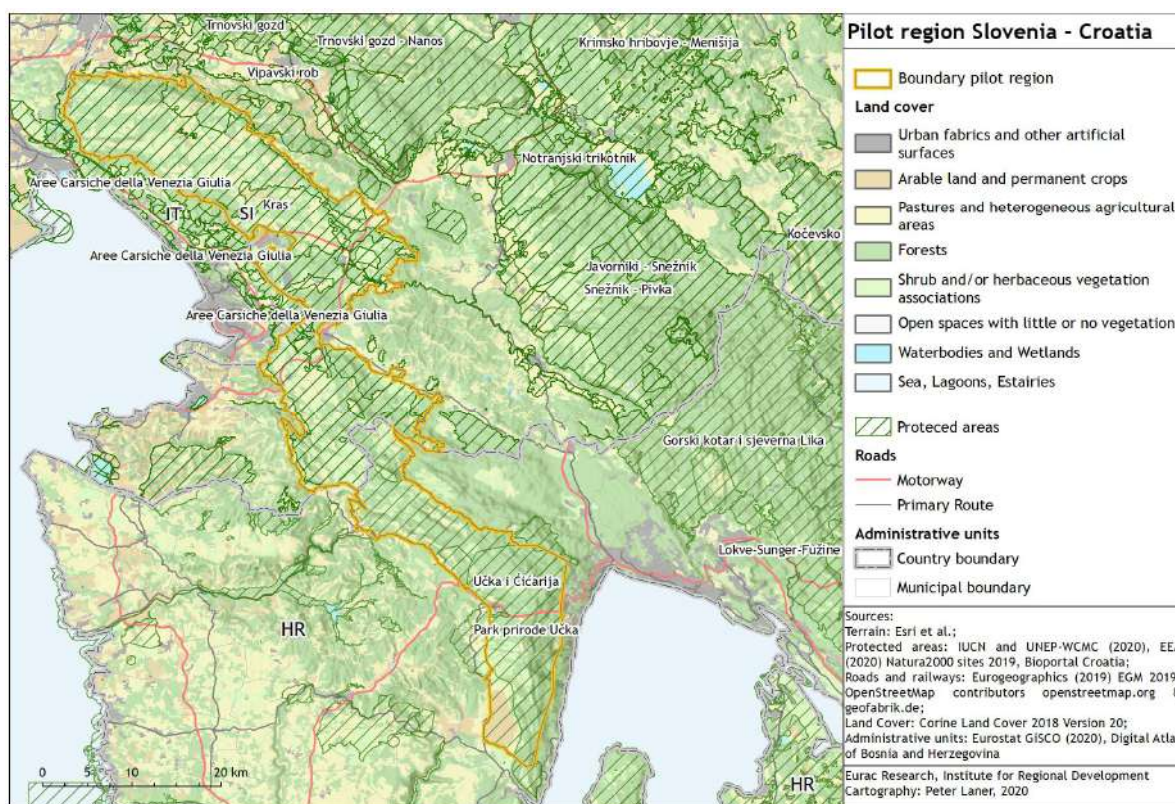 Trnovski gozd
Trnovski gozd - Nanos
Krimsko hribovje - Menišija
Vipavski rob
Notranjski trikotnik
Aree Carsiche della Venezia Giulia
IT
SI
Kras
Kočevsko
Aree Carsiche della Venezia Giulia
Javorniki - Snežnik
Snežnik - Pivka
Aree Carsiche della Venezia Giulia
Gorski kotar i sjeverna Lika
Lokve-Sunger-Fužine
Učka i Ćićarija
HR
Park prirode Učka
0 5 10 20 km
HR
Pilot region Slovenia - Croatia
Boundary pilot region
Land cover
Urban fabrics and other artificial
surfaces
Arable land and permanent crops
Pastures and heterogeneous agricultural
areas
Forests
Shrub and/or herbaceous vegetation
associations
Open spaces with little or no vegetation
Waterbodies and Wetlands
Sea, Lagoons, Estairies
Proteced areas
Roads
Motorway
Primary Route
Administrative units
Country boundary
Municipal boundary
Sources:
Terrain: Esri et al.;
Protected areas: IUCN and UNEP-WCMC (2020),
(2020) Natura2000 sites 2019, Bioportal Croatia;
Roads and railways: Eurogeographics (2019) EGM 2019
OpenStreetMap contributors openstreetmap.org
geofabrik.de;
Land Cover: Corine Land Cover 2018 Version 20;
Administrative units: Eurostat GISCO (2020), Digital
of Bosnia and Herzegovina
Eurac Research, Institute for Regional Development
Cartography: Peter Laner, 2020